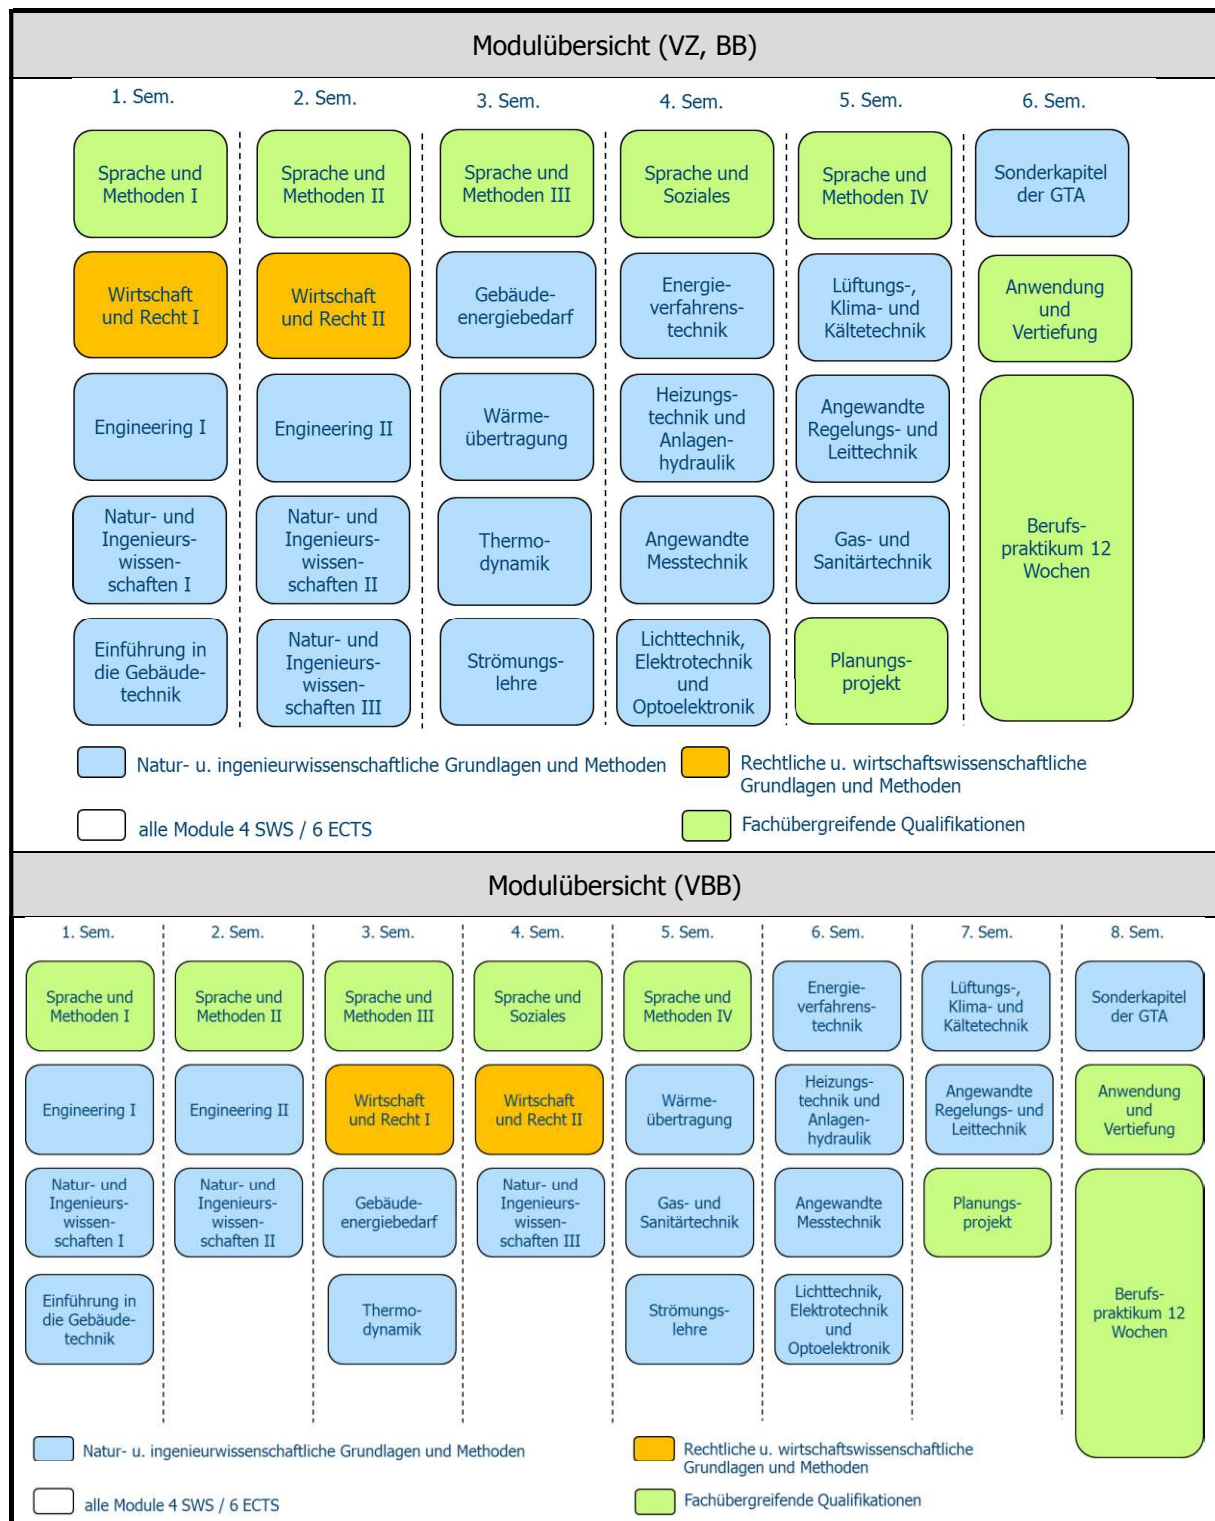 Modulübersicht (VZ, BB)
1. Sem.
2. Sem.
3. Sem.
4. Sem.
5. Sem.
6. Sem.
Sprache und
Methoden I
Sprache und
Methoden II
Sprache und
Methoden III
Sprache und
Soziales
Sprache und
Methoden IV
Sonderkapitel
der GTA
Wirtschaft
und Recht I
Wirtschaft
und Recht II
Gebäude-
energiebedarf
Energie-
verfahrens-
technik
Lüftungs-,
Klima- und
Kältetechnik
Anwendung
und
Vertiefung
Engineering I
Engineering II
Wärme-
übertragung
Heizungs-
technik und
Anlagen-
hydraulik
Angewandte
Regelungs- und
Leittechnik
Natur- und
Ingenieurs-
wissen-
schaften I
Natur- und
Ingenieurs-
wissen-
schaften II
Thermo-
dynamik
Angewandte
Messtechnik
Gas- und
Sanitärtechnik
Berufs-
praktikum 12
Wochen
Einführung in
die Gebäude-
technik
Natur- und
Ingenieurs-
wissen-
schaften III
Strömungs-
lehre
Lichttechnik,
Elektrotechnik
und
Optoelektronik
Planungs-
projekt
Natur- u. ingenieurwissenschaftliche Grundlagen und Methoden
Rechtliche u. wirtschaftswissenschaftliche
Grundlagen und Methoden
alle Module 4 SWS / 6 ECTS
Fachübergreifende Qualifikationen
Modulübersicht (VBB)
1. Sem.
2. Sem.
3. Sem.
4. Sem.
5. Sem.
6. Sem.
7. Sem.
8. Sem.
Sprache und
Methoden I
Sprache und
Methoden II
Sprache und
Methoden III
Sprache und
Soziales
Sprache und
Methoden IV
Energie-
verfahrens-
technik
Lüftungs-,
Klima- und
Kältetechnik
Sonderkapitel
der GTA
Engineering I
Engineering II
Wirtschaft
und Recht I
Wirtschaft
und Recht II
Wärme-
übertragung
Heizungs-
technik und
Anlagen-
hydraulik
Angewandte
Regelungs- und
Leittechnik
Anwendung
und
Vertiefung
Natur- und
Ingenieurs-
wissen-
schaften I
Natur- und
Ingenieurs-
wissen-
schaften II
Gebäude-
energiebedarf
Natur- und
Ingenieurs-
wissen-
schaften III
Gas- und
Sanitärtechnik
Angewandte
Messtechnik
Planungs-
projekt
Berufs-
praktikum 12
Wochen
Einführung in
die Gebäude-
technik
Thermo-
dynamik
Strömungs-
lehre
Lichttechnik,
Elektrotechnik
und
Optoelektronik
Natur- u. ingenieurwissenschaftliche Grundlagen und Methoden
Rechtliche u. wirtschaftswissenschaftliche
Grundlagen und Methoden
alle Module 4 SWS / 6 ECTS
Fachübergreifende Qualifikationen